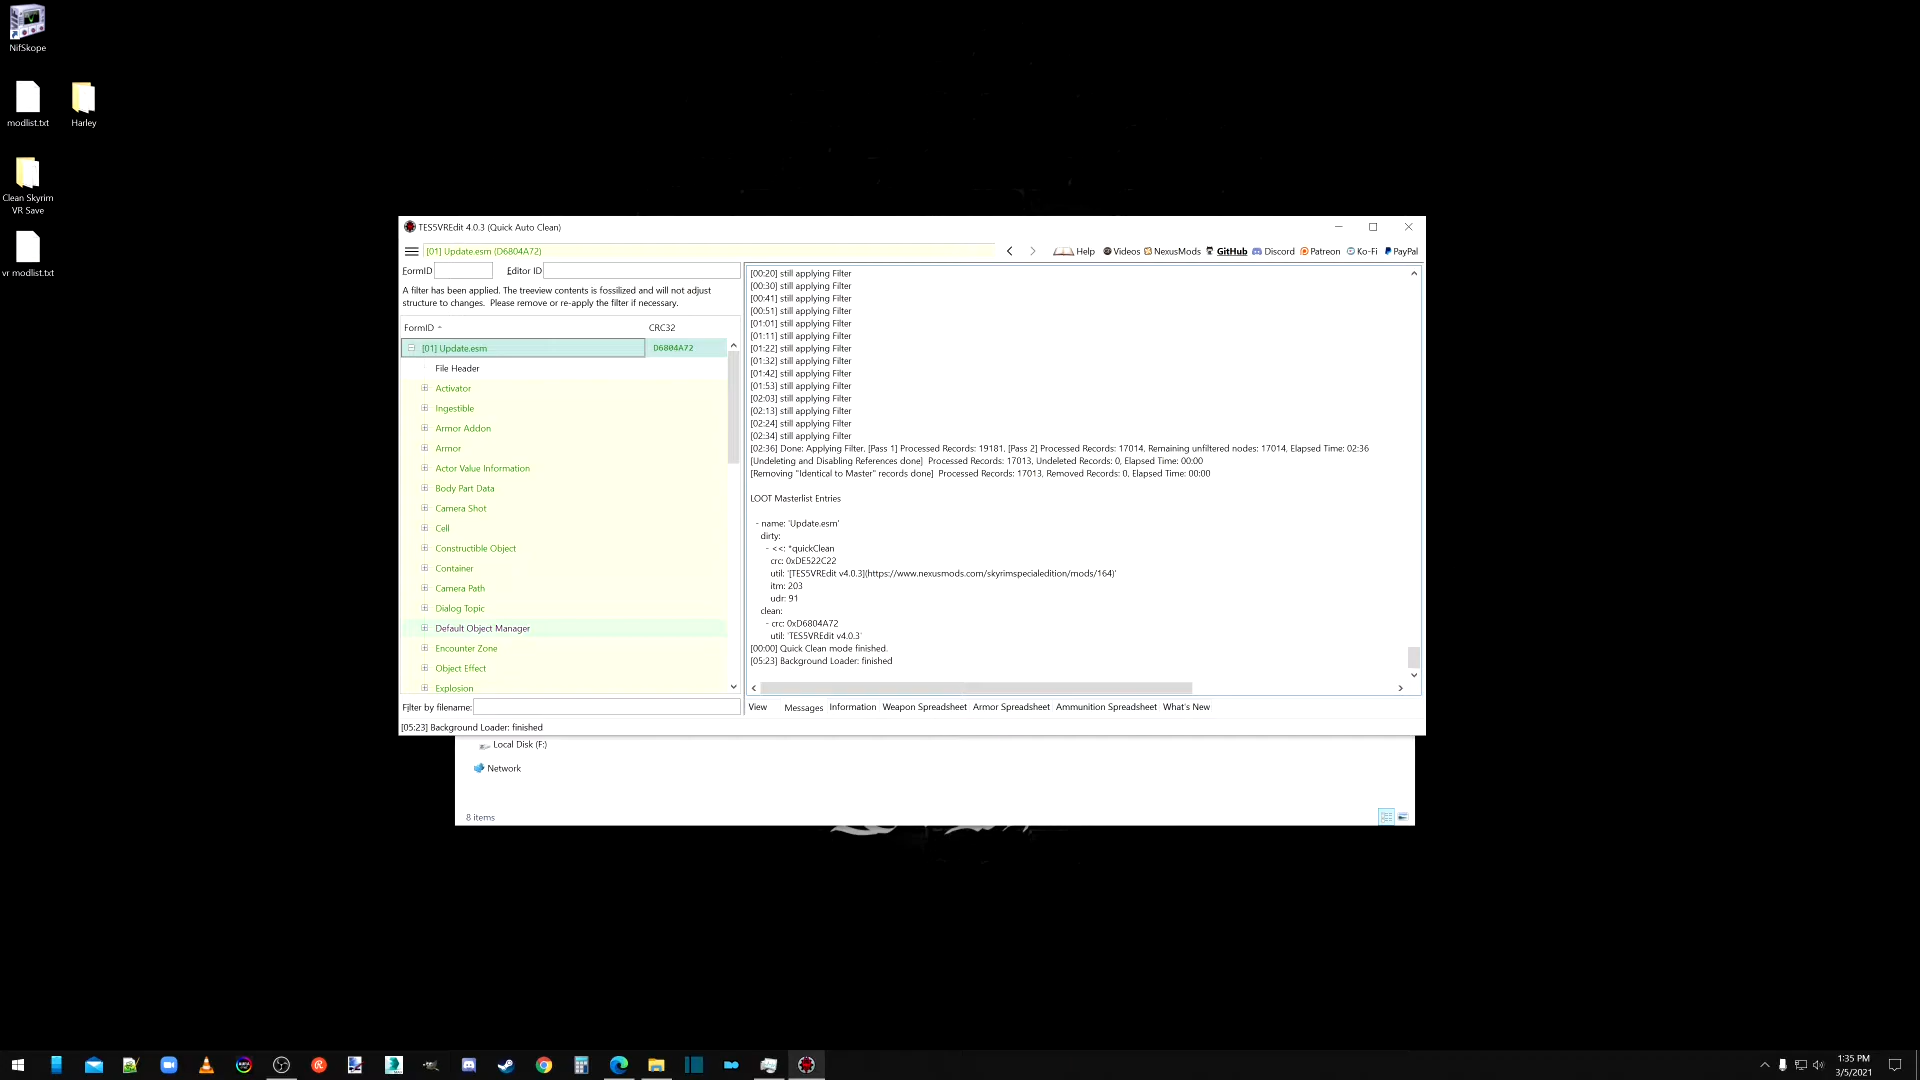 NifSkope
modlist.txt
Harley
Clean Skyrim
VR Save
vr modlist.txt
TES5VREdit 4.0.3 (Quick Auto Clean)
[01] Update.esm (D6804A72)
Help Videos NexusMods GitHub Discord Patreon Ko-Fi PayPal
FormID
Editor ID
A filter has been applied. The treeview contents is fossilized and will not adjust
structure to changes. Please remove or re-apply the filter if necessary.
FormID CRC32
[01] Update.esm D6804A72
File Header
Activator
Ingestible
Armor Addon
Armor
Actor Value Information
Body Part Data
Camera Shot
Cell
Constructible Object
Container
Camera Path
Dialog Topic
Default Object Manager
Encounter Zone
Object Effect
Explosion
Filter by filename:
[00:20] still applying Filter
[00:30] still applying Filter
[00:41] still applying Filter
[00:51] still applying Filter
[01:01] still applying Filter
[01:11] still applying Filter
[01:22] still applying Filter
[01:32] still applying Filter
[01:42] still applying Filter
[01:53] still applying Filter
[02:03] still applying Filter
[02:13] still applying Filter
[02:24] still applying Filter
[02:34] still applying Filter
[02:36] Done: Applying Filter. [Pass 1] Processed Records: 19181, [Pass 2] Processed Records: 17014, Remaining unfiltered nodes: 17014, Elapsed Time: 02:36
[Undeleting and Disabling References done] Processed Records: 17013, Undeleted Records: 0, Elapsed Time: 00:00
[Removing "Identical to Master" records done] Processed Records: 17013, Removed Records: 0, Elapsed Time: 00:00
LOOT Masterlist Entries
- name: 'Update.esm'
dirty:
- <<: *quickClean
crc: 0xDE522C22
util: '[TES5VREdit v4.0.3](https://www.nexusmods.com/skyrimspecialedition/mods/164)'
itm: 203
udr: 91
clean:
- crc: 0xD6804A72
util: 'TES5VREdit v4.0.3'
[00:00] Quick Clean mode finished.
[05:23] Background Loader: finished
View Messages Information Weapon Spreadsheet Armor Spreadsheet Ammunition Spreadsheet What's New
[05:23] Background Loader: finished
Local Disk (F:)
Network
8 items
1:35 PM
3/5/2021